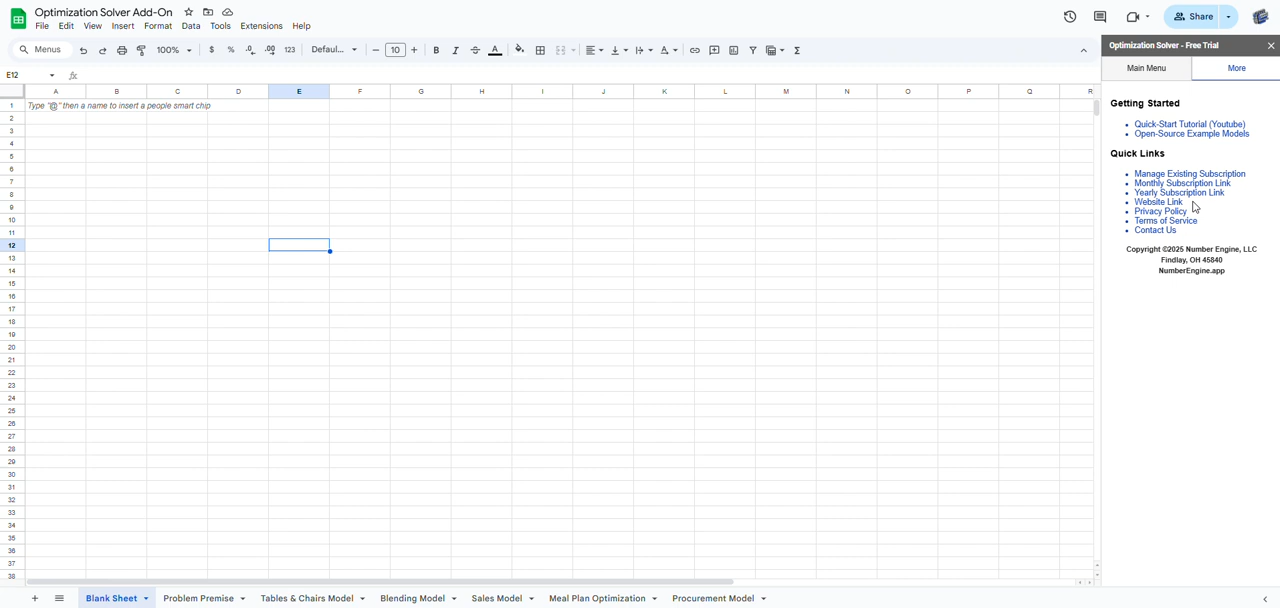 Optimization Solver Add-On
Share
File Edit View Insert Format Data Tools Extensions Help
Menus 100% $ % .0 .00 123 Defaul... 10 B I A
E12 fx
Optimization Solver - Free Trial
Main Menu More
A B C D E F G H I J K L M N O P Q R
1 Type "@" then a name to insert a people smart chip
2
3
4
5
6
7
8
9
10
11
12
13
14
15
16
17
18
19
20
21
22
23
24
25
26
27
28
29
30
31
32
33
34
35
36
37
38
Getting Started
Quick-Start Tutorial (Youtube)
Open-Source Example Models
Quick Links
Manage Existing Subscription
Monthly Subscription Link
Yearly Subscription Link
Website Link
Privacy Policy
Terms of Service
Contact Us
Copyright ©2025 Number Engine, LLC
Findlay, OH 45840
NumberEngine.app
Blank Sheet Problem Premise Tables & Chairs Model Blending Model Sales Model Meal Plan Optimization Procurement Model